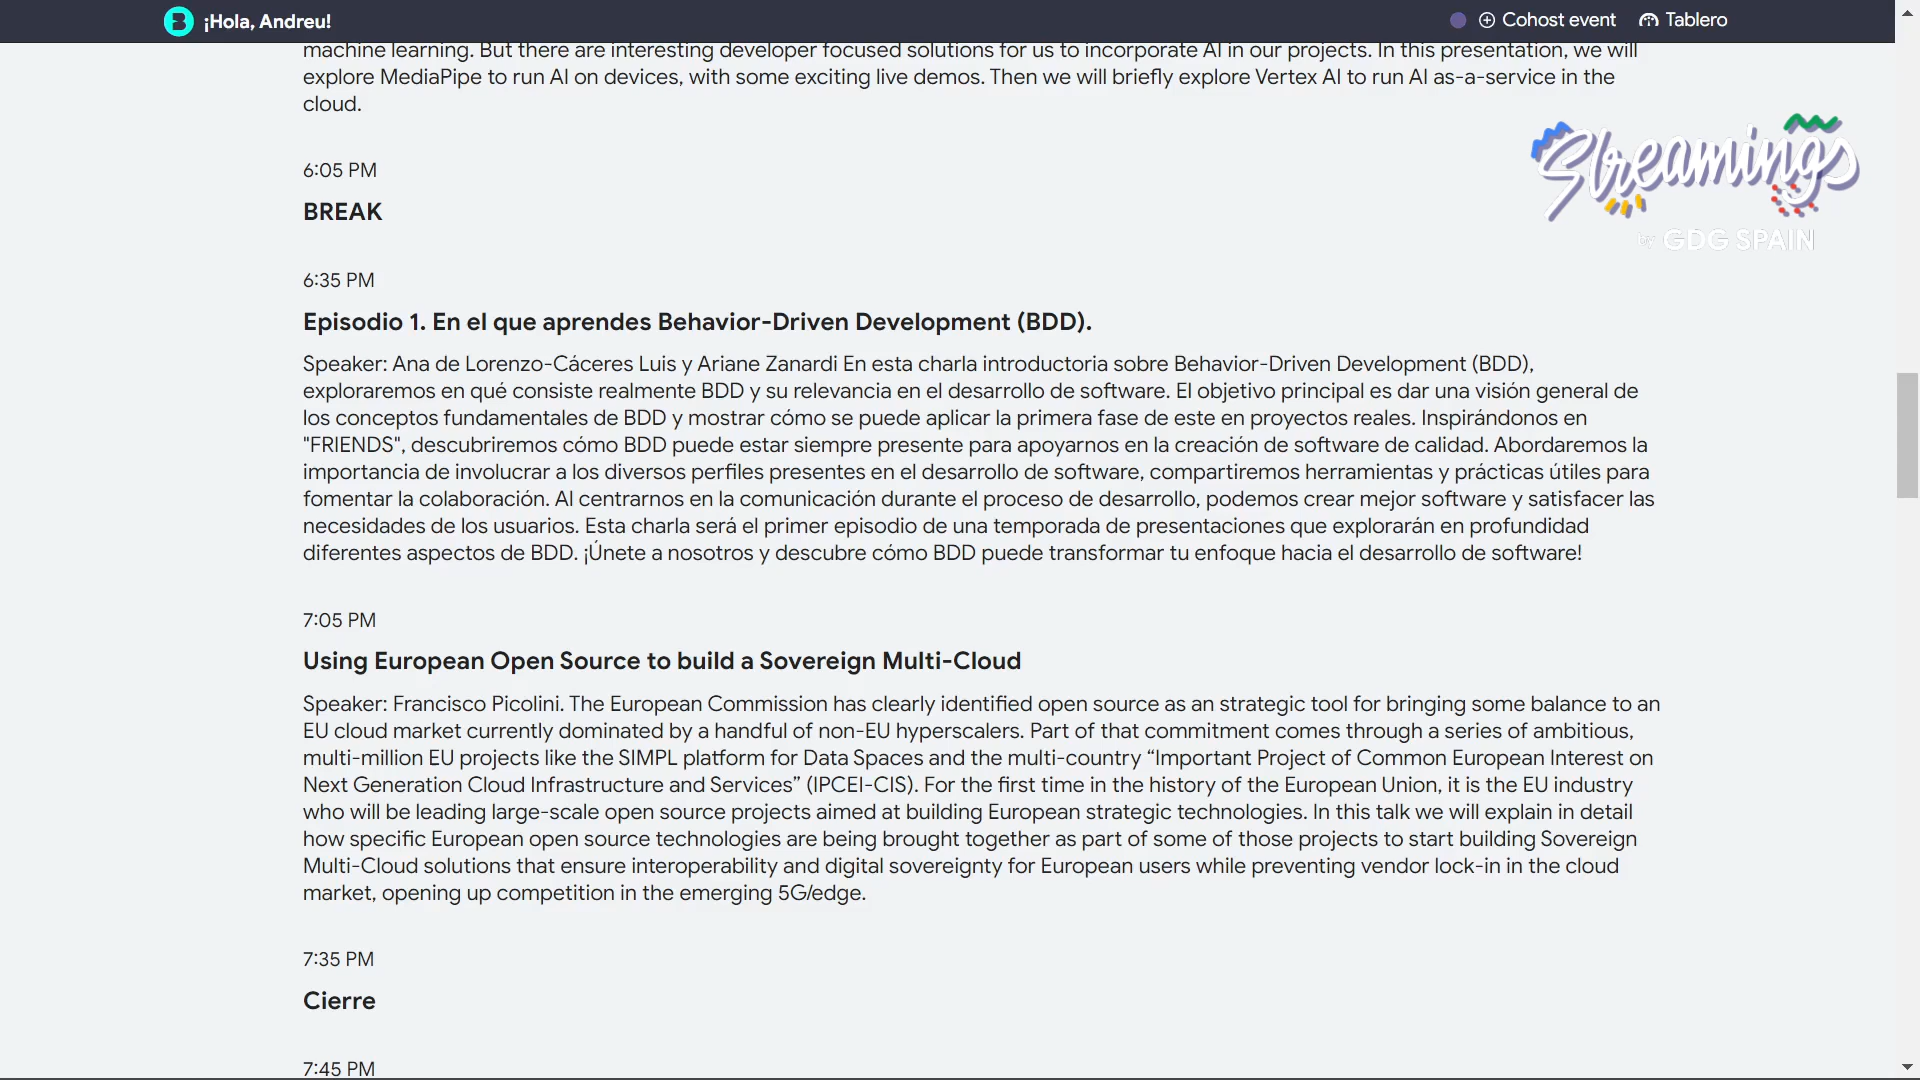 ¡Hola, Andreu!
Cohost event
Tablero
machine learning. But there are interesting developer focused solutions for us to incorporate AI in our projects. In this presentation, we will
explore MediaPipe to run AI on devices, with some exciting live demos. Then we will briefly explore Vertex AI to run AI as-a-service in the
cloud.
Streamings
by GDG SPAIN
6:05 PM
BREAK
6:35 PM
Episodio 1. En el que aprendes Behavior-Driven Development (BDD).
Speaker: Ana de Lorenzo-Cáceres Luis y Ariane Zanardi En esta charla introductoria sobre Behavior-Driven Development (BDD),
exploraremos en qué consiste realmente BDD y su relevancia en el desarrollo de software. El objetivo principal es dar una visión general de
los conceptos fundamentales de BDD y mostrar cómo se puede aplicar la primera fase de este en proyectos reales. Inspirándonos en
"FRIENDS", descubriremos cómo BDD puede estar siempre presente para apoyarnos en la creación de software de calidad. Abordaremos la
importancia de involucrar a los diversos perfiles presentes en el desarrollo de software, compartiremos herramientas y prácticas útiles para
fomentar la colaboración. Al centrarnos en la comunicación durante el proceso de desarrollo, podemos crear mejor software y satisfacer las
necesidades de los usuarios. Esta charla será el primer episodio de una temporada de presentaciones que explorarán en profundidad
diferentes aspectos de BDD. ¡Únete a nosotros y descubre cómo BDD puede transformar tu enfoque hacia el desarrollo de software!
7:05 PM
Using European Open Source to build a Sovereign Multi-Cloud
Speaker: Francisco Picolini. The European Commission has clearly identified open source as an strategic tool for bringing some balance to an
EU cloud market currently dominated by a handful of non-EU hyperscalers. Part of that commitment comes through a series of ambitious,
multi-million EU projects like the SIMPL platform for Data Spaces and the multi-country “Important Project of Common European Interest on
Next Generation Cloud Infrastructure and Services” (IPCEI-CIS). For the first time in the history of the European Union, it is the EU industry
who will be leading large-scale open source projects aimed at building European strategic technologies. In this talk we will explain in detail
how specific European open source technologies are being brought together as part of some of those projects to start building Sovereign
Multi-Cloud solutions that ensure interoperability and digital sovereignty for European users while preventing vendor lock-in in the cloud
market, opening up competition in the emerging 5G/edge.
7:35 PM
Cierre
7:45 PM